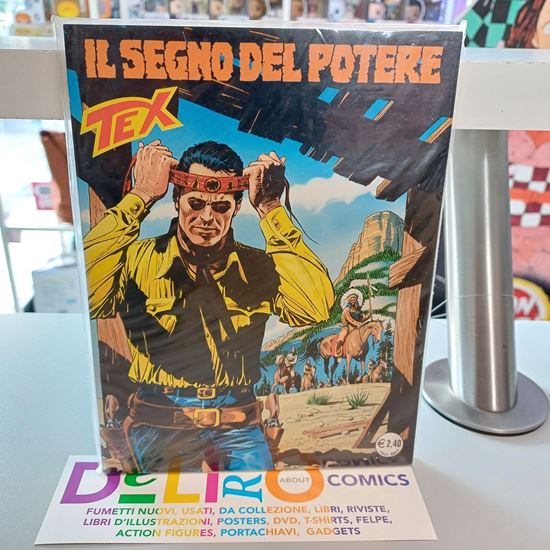 IL SEGNO DEL POTERE
TEX
€ 2,40
DeLiRO ABOUT COMICS
FUMETTI NUOVI, USATI, DA COLLEZIONE, LIBRI, RIVISTE,
LIBRI D'ILLUSTRAZIONI, POSTERS, DVD, T-SHIRTS, FELPE,
ACTION FIGURES, PORTACHIAVI, GADGETS